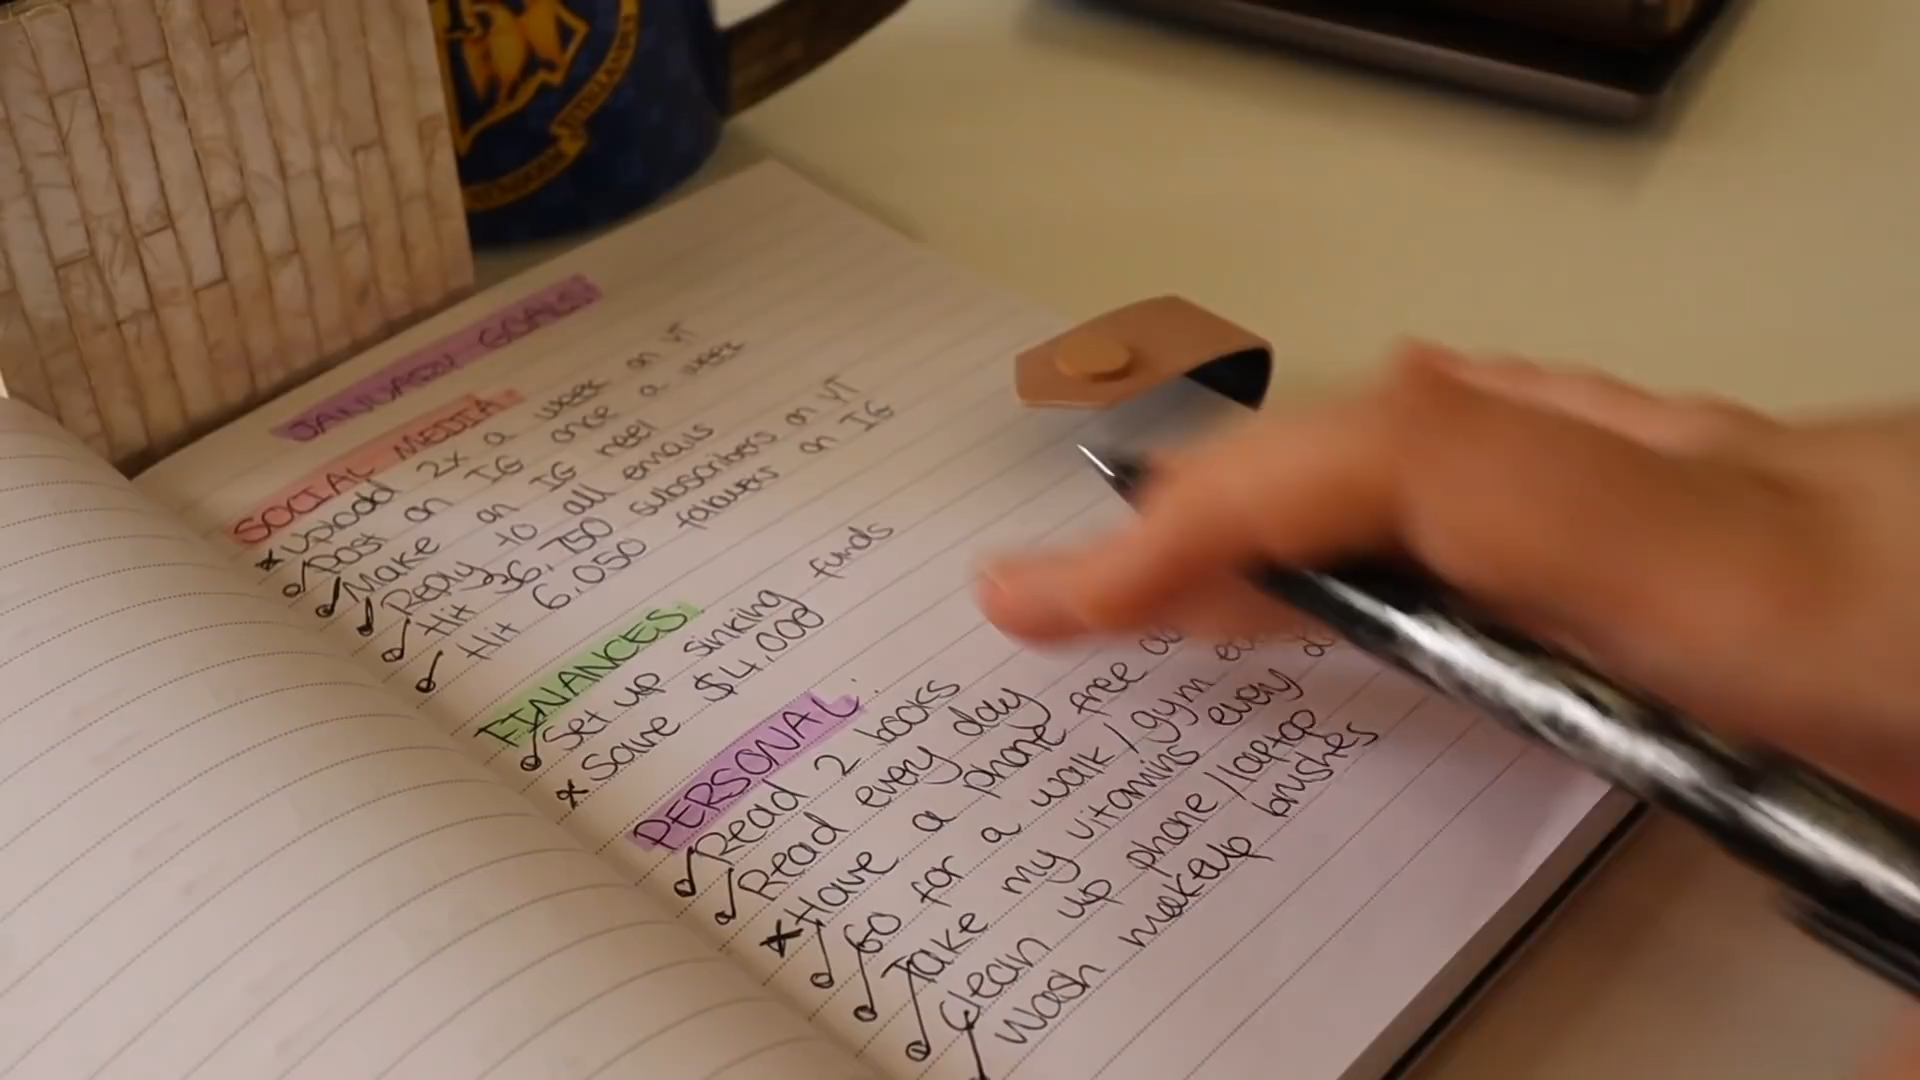 JANUARY GOALS:
SOCIAL MEDIA:
Upload 2x a week on YT
Post on IG once a week
Make an IG reel
Reply to all emails
Hit 36,750 subscribers on YT
Hit 6,050 followers on IG
FINANCES:
Set up sinking funds
Save $4,000
PERSONAL:
Read 2 books
Read every day
Have a phone free
Go for a walk/gym
Take my vitamins every
Clean up phone/laptop
Wash makeup brushes